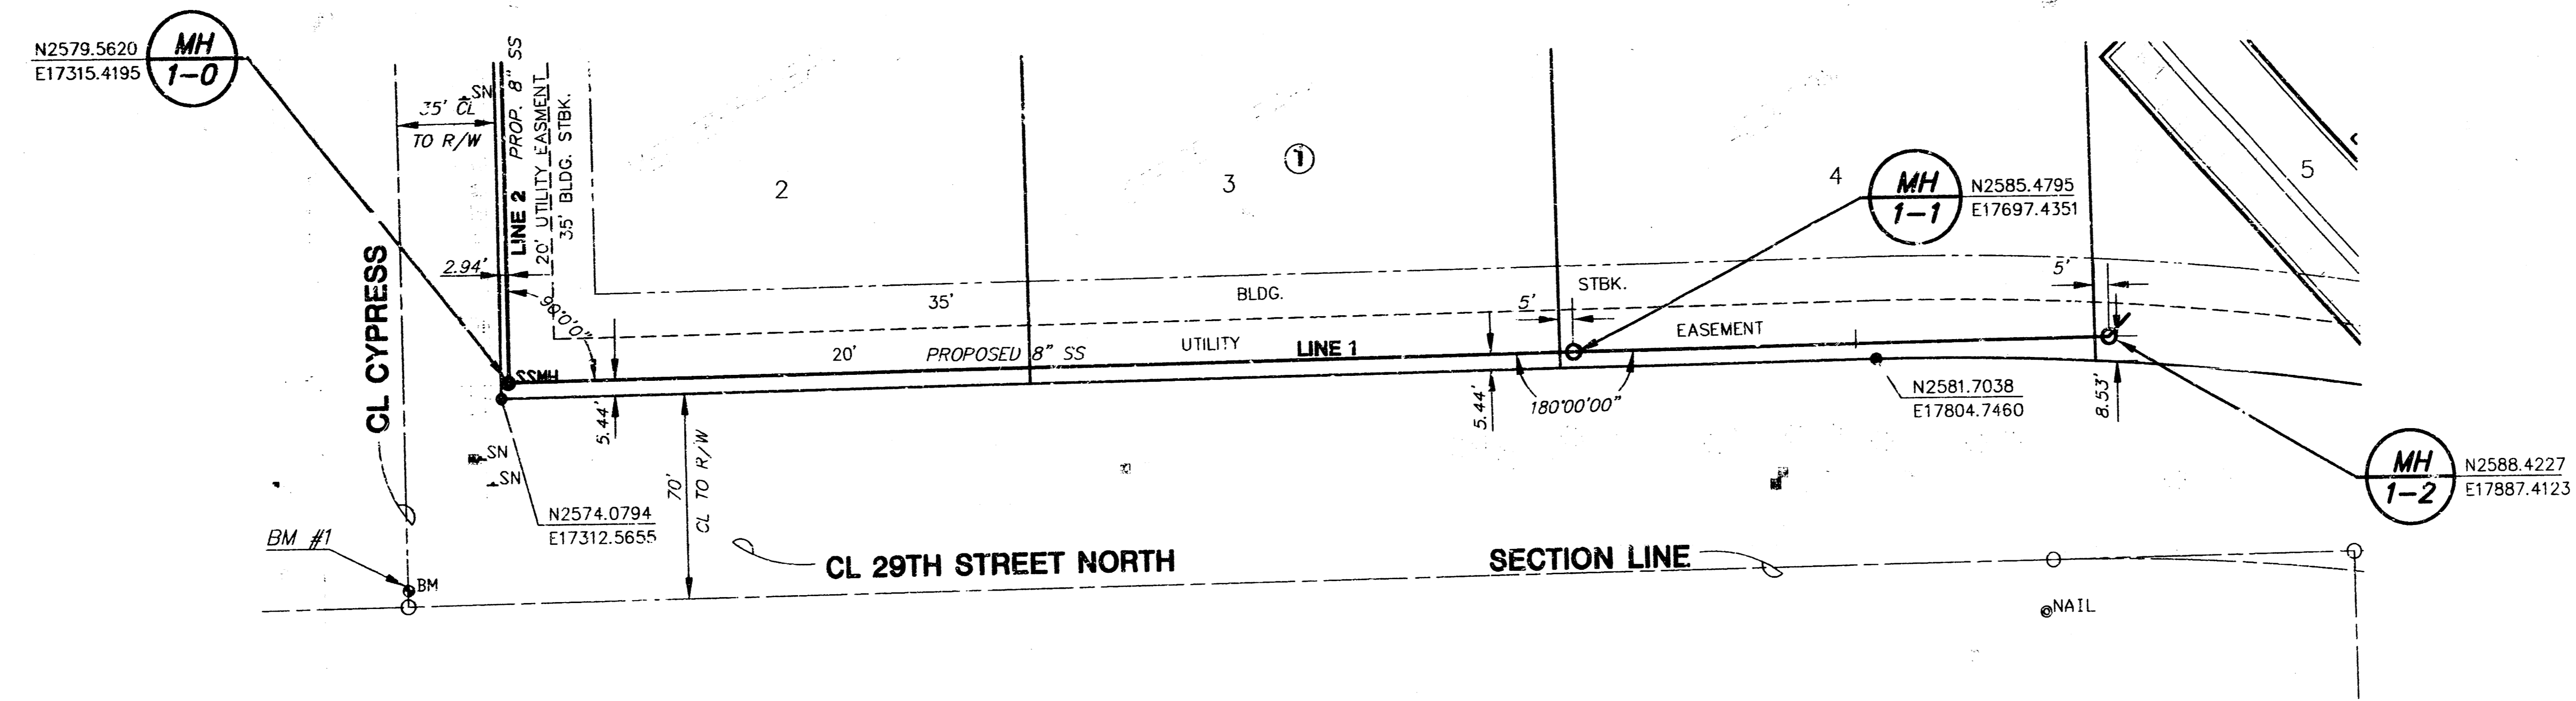 N2579.5620
E17315.4195
MH
1-0
35' CL
TO R/W
SN
LINE 2 PROP. 8" SS
20' UTILITY EASMENT
35' BLDG. STBK.
2
3
1
4
5
MH
1-1
N2585.4795
E17697.4351
CL CYPRESS
2.94'
90°0'0"
35'
BLDG.
STBK.
5'
5'
20'
PROPOSED 8" SS
UTILITY
LINE 1
EASEMENT
SSMH
5.44'
5.44'
180°00'00"
N2581.7038
E17804.7460
8.53'
MH
1-2
N2588.4227
E17887.4123
SN
SN
70'
CL TO R/W
N2574.0794
E17312.5655
BM #1
BM
CL 29TH STREET NORTH
SECTION LINE
NAIL